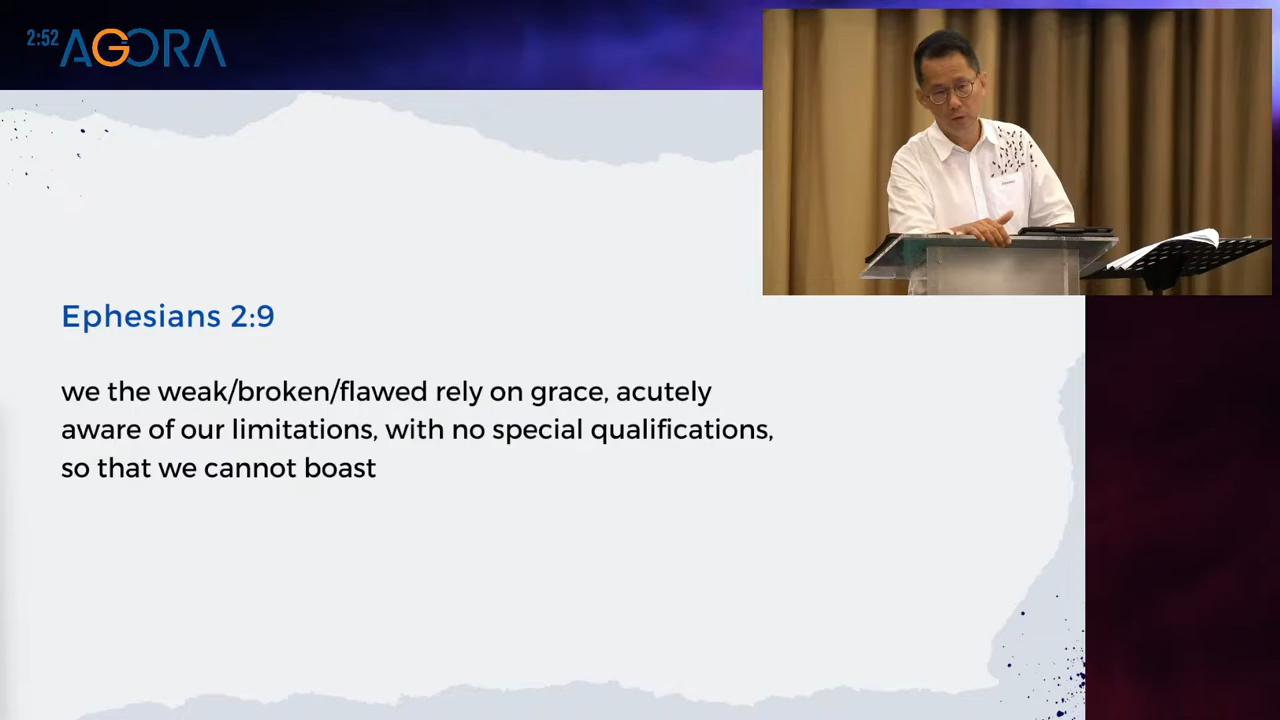 2:52 AGORA
Ephesians 2:9
we the weak/broken/flawed rely on grace, acutely
aware of our limitations, with no special qualifications,
so that we cannot boast